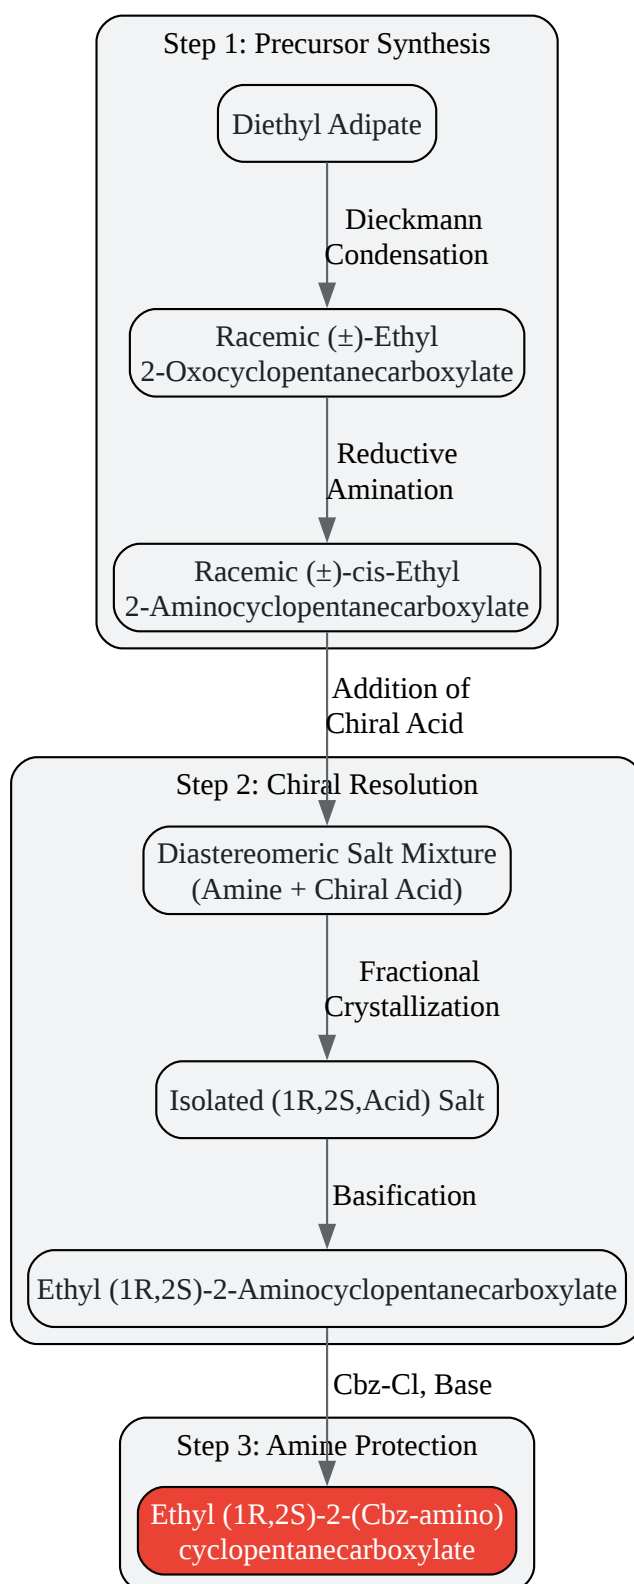 Step 1: Precursor Synthesis
Diethyl Adipate
Dieckmann
Condensation
Racemic (±)-Ethyl
2-Oxocyclopentanecarboxylate
Reductive
Amination
Racemic (±)-cis-Ethyl
2-Aminocyclopentanecarboxylate
Addition of
Chiral Acid
Step 2: Chiral Resolution
Diastereomeric Salt Mixture
(Amine + Chiral Acid)
Fractional
Crystallization
Isolated (1R,2S,Acid) Salt
Basification
Ethyl (1R,2S)-2-Aminocyclopentanecarboxylate
Cbz-Cl, Base
Step 3: Amine Protection
Ethyl (1R,2S)-2-(Cbz-amino)
cyclopentanecarboxylate